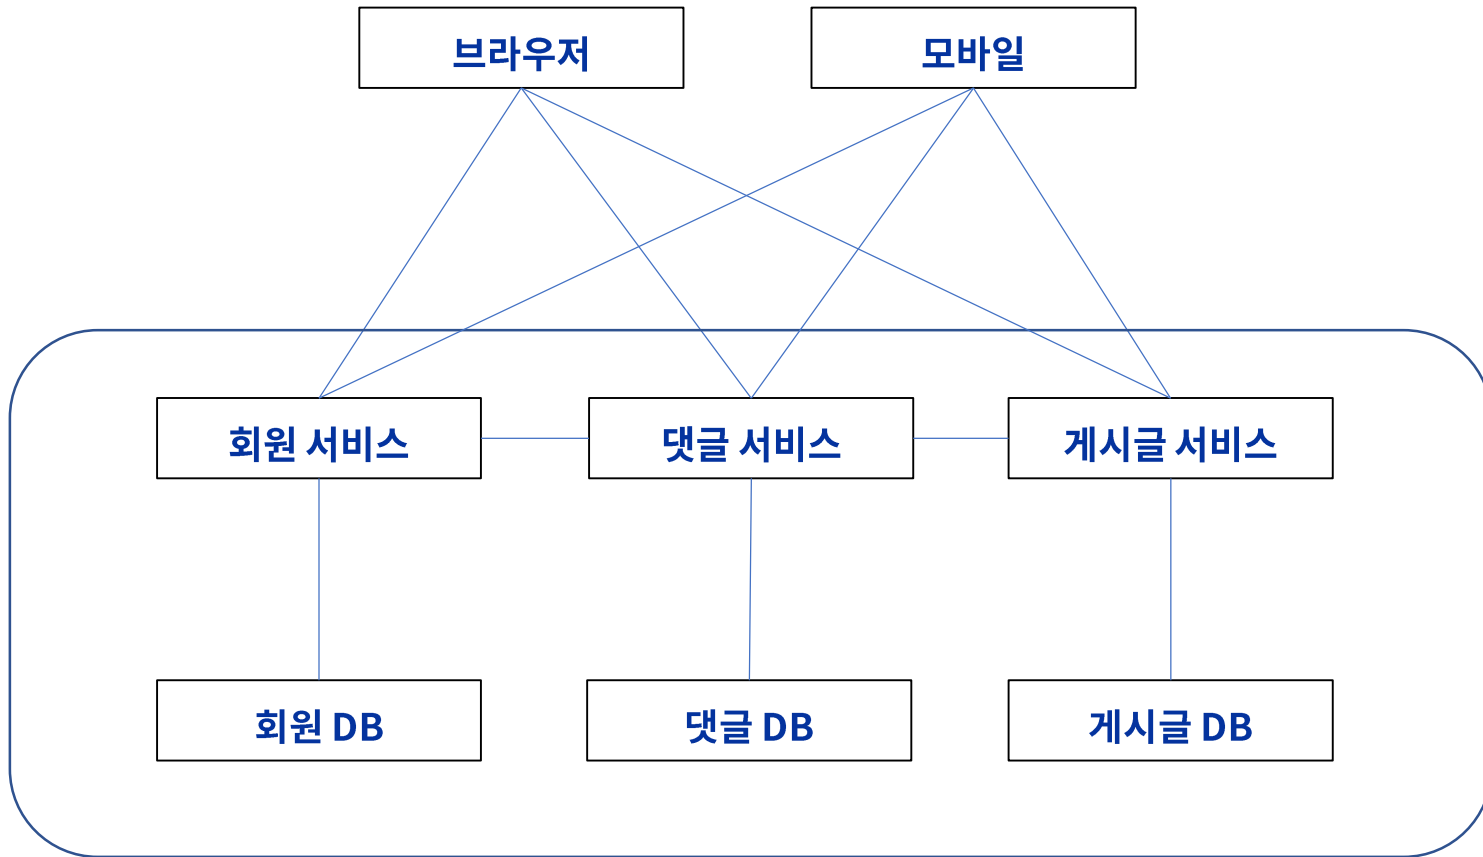 브라우저
모바일
회원 서비스
댓글 서비스
게시글 서비스
회원 DB
댓글 DB
게시글 DB